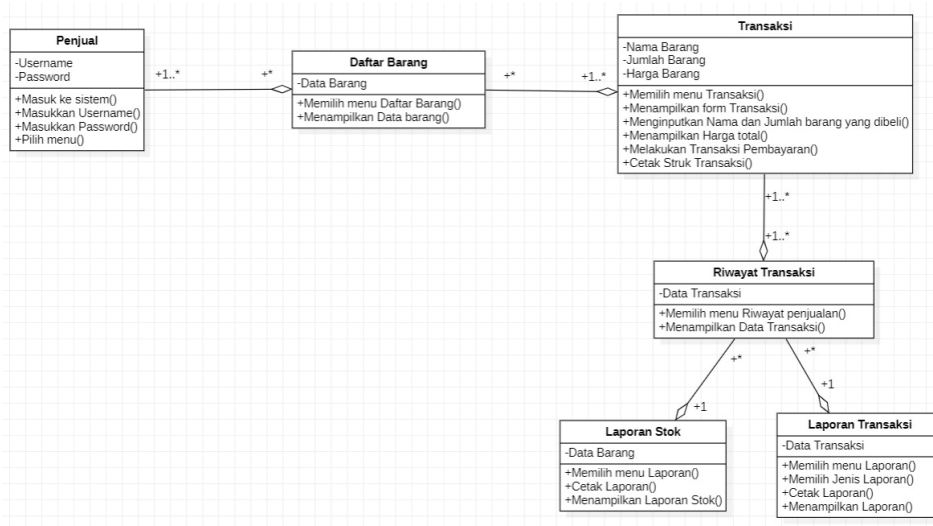 Penjual
-Username
-Password
+Masuk ke sistem()
+Masukkan Username()
+Masukkan Password()
+Pilih menu()
+1..*
+*
Daftar Barang
-Data Barang
+Memilih menu Daftar Barang()
+Menampilkan Data barang()
+*
+1..*
Transaksi
-Nama Barang
-Jumlah Barang
-Harga Barang
+Memilih menu Transaksi()
+Menampilkan form Transaksi()
+Menginputkan Nama dan Jumlah barang yang dibeli()
+Menampilkan Harga total()
+Melakukan Transaksi Pembayaran()
+Cetak Struk Transaksi()
+1..*
+1..*
Riwayat Transaksi
-Data Transaksi
+Memilih menu Riwayat penjualan()
+Menampilkan Data Transaksi()
+*
+1
+*
+1
Laporan Stok
-Data Barang
+Memilih menu Laporan()
+Cetak Laporan()
+Menampilkan Laporan Stok()
Laporan Transaksi
-Data Transaksi
+Memilih menu Laporan()
+Memilih Jenis Laporan()
+Cetak Laporan()
+Menampilkan Laporan()